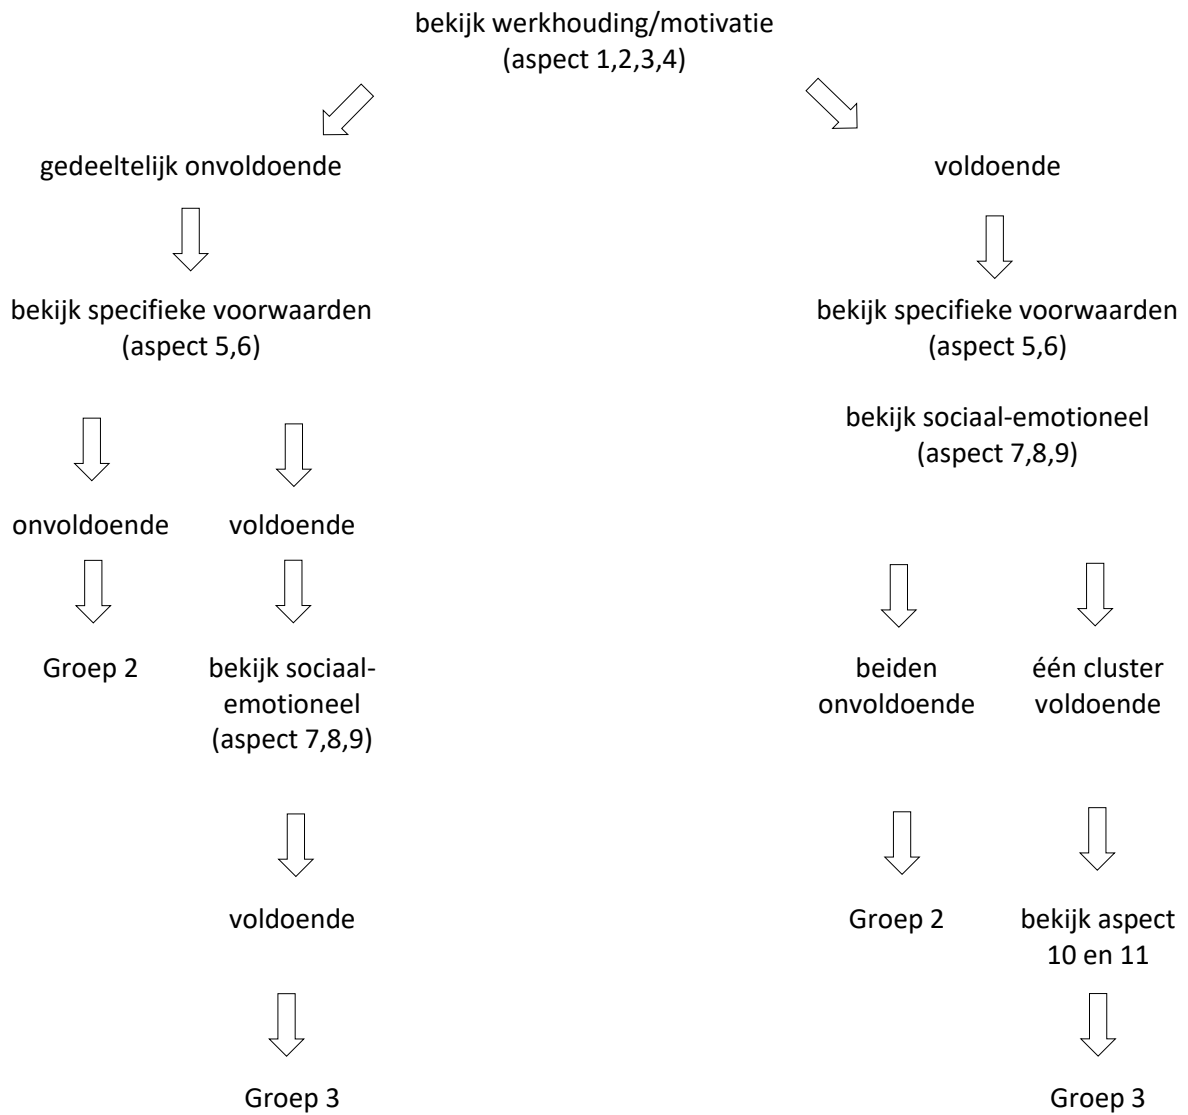 bekijk werkhouding/motivatie
(aspect 1,2,3,4)
gedeeltelijk onvoldoende
voldoende
bekijk specifieke voorwaarden
(aspect 5,6)
bekijk specifieke voorwaarden
(aspect 5,6)
bekijk sociaal-emotioneel
(aspect 7,8,9)
onvoldoende
voldoende
Groep 2
bekijk sociaal-
emotioneel
(aspect 7,8,9)
beiden
onvoldoende
één cluster
voldoende
voldoende
Groep 2
bekijk aspect
10 en 11
Groep 3
Groep 3